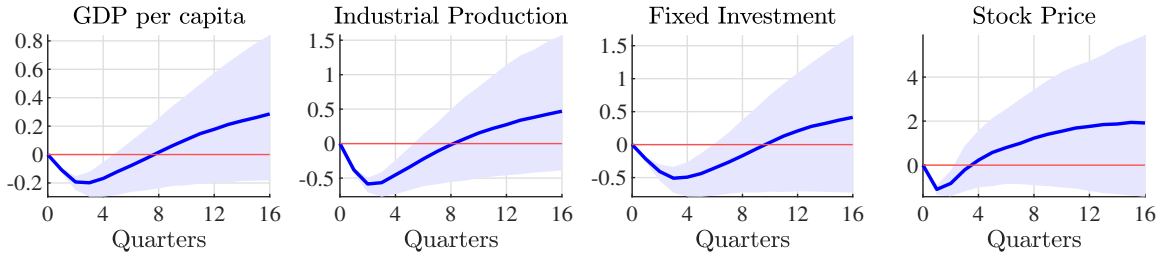 GDP per capita
0.8
0.6
0.4
0.2
0
-0.2
0 4 8 12 16
Quarters
Industrial Production
1.5
1
0.5
0
-0.5
0 4 8 12 16
Quarters
Fixed Investment
1.5
1
0.5
0
-0.5
0 4 8 12 16
Quarters
Stock Price
4
2
0
0 4 8 12 16
Quarters